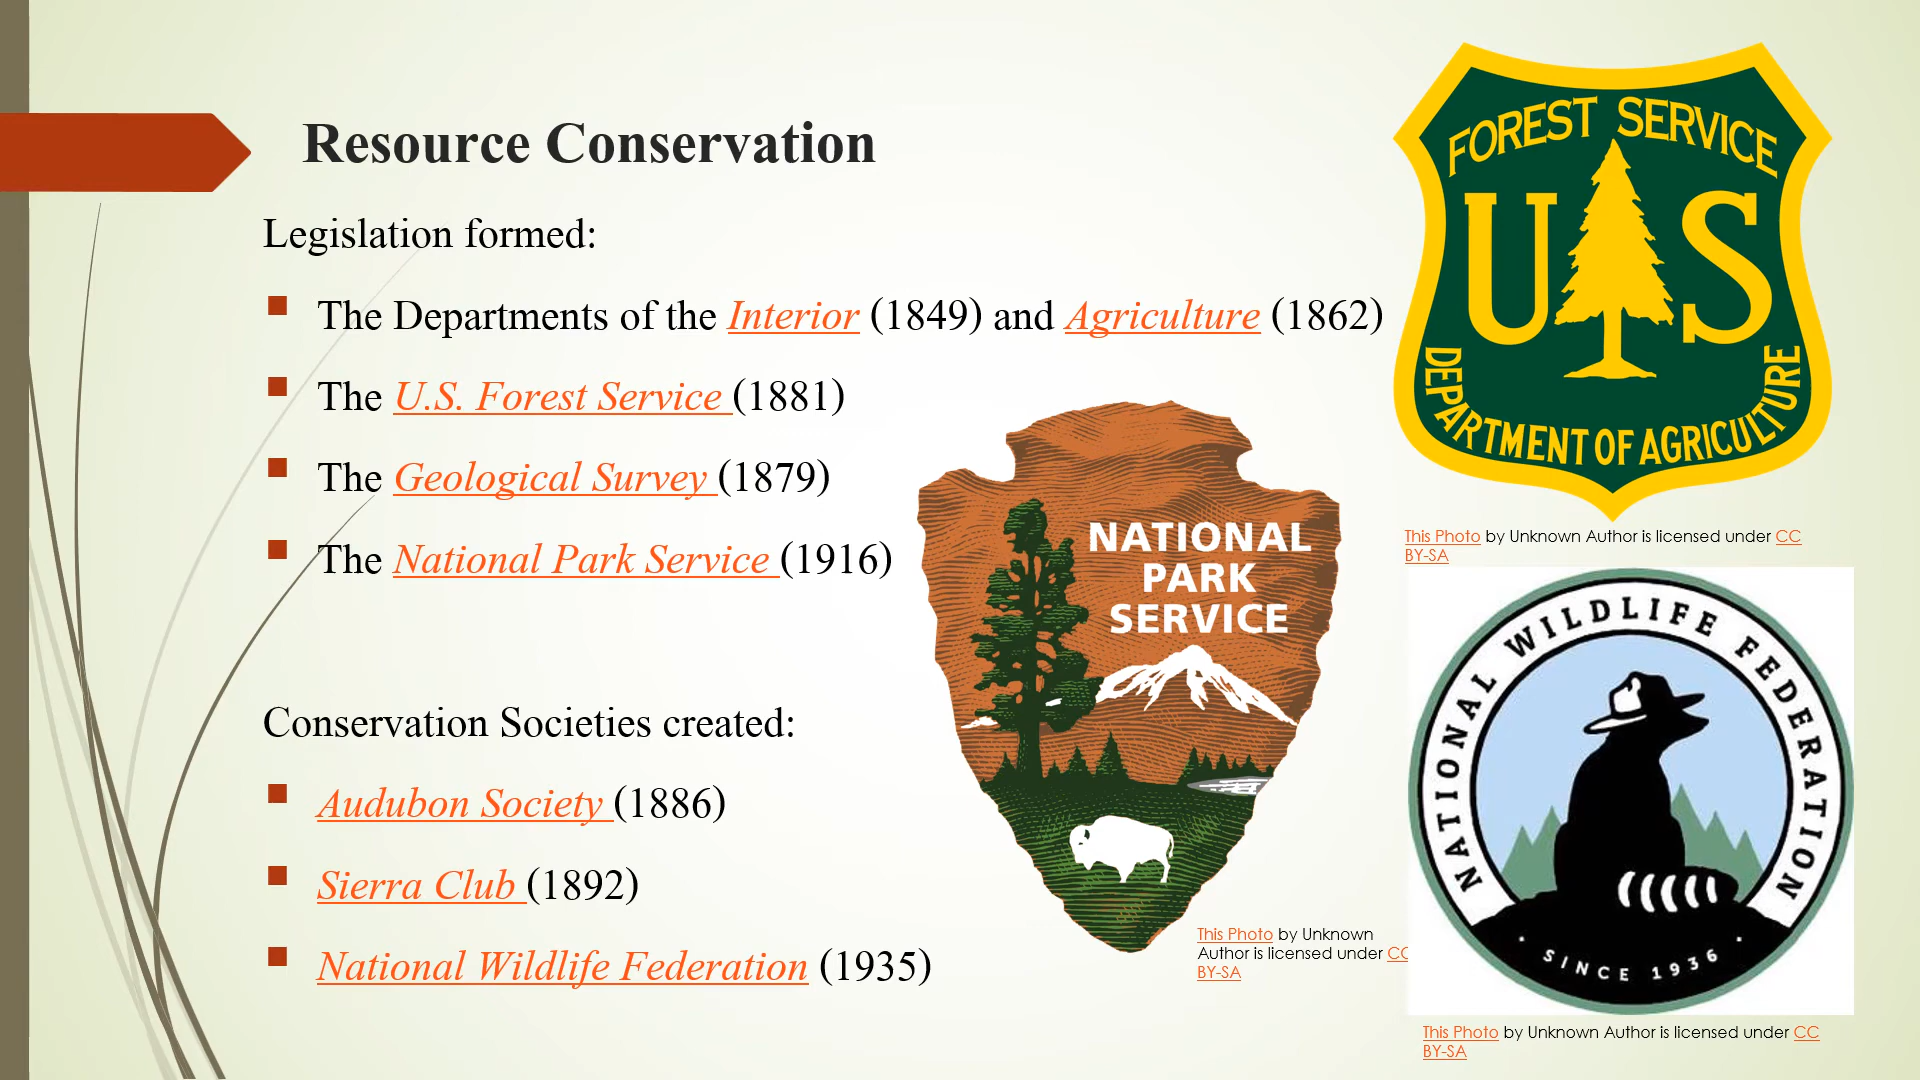 Resource Conservation
Legislation formed:
The Departments of the Interior (1849) and Agriculture (1862)
The U.S. Forest Service (1881)
The Geological Survey (1879)
The National Park Service (1916)
Conservation Societies created:
Audubon Society (1886)
Sierra Club (1892)
National Wildlife Federation (1935)
NATIONAL
PARK
SERVICE
This Photo by Unknown
Author is licensed under CC
BY-SA
FOREST SERVICE
U S
DEPARTMENT OF AGRICULTURE
This Photo by Unknown Author is licensed under CC
BY-SA
NATIONAL WILDLIFE FEDERATION
· SINCE 1936 ·
This Photo by Unknown Author is licensed under CC
BY-SA